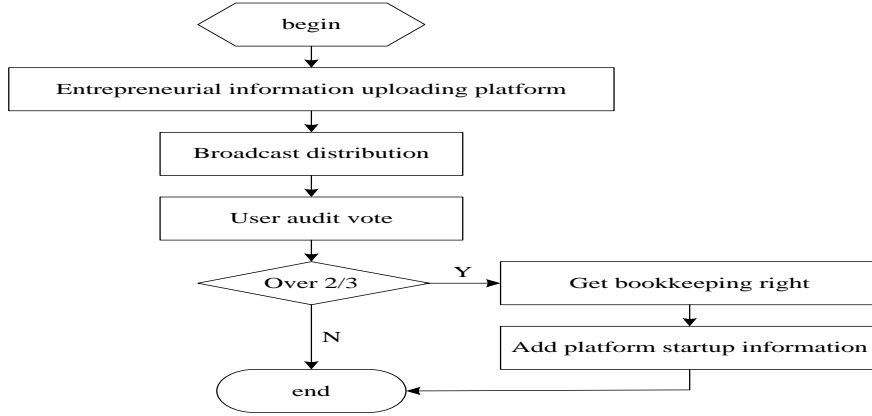 begin
Entrepreneurial information uploading platform
Broadcast distribution
User audit vote
Over 2/3
Y
Get bookkeeping right
N
Add platform startup information
end